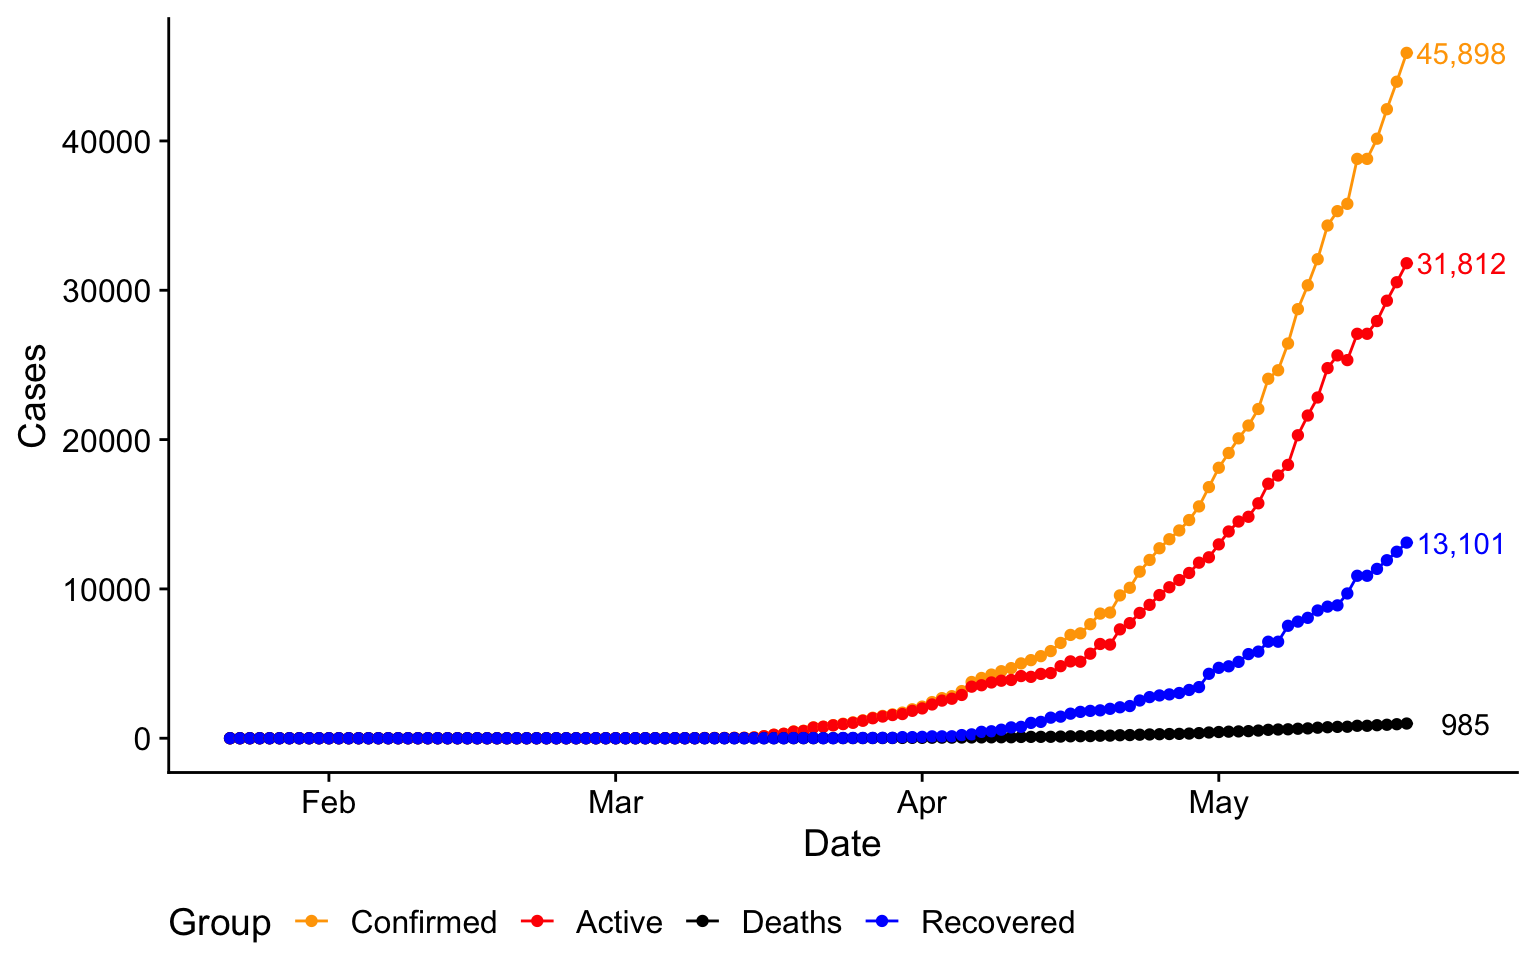 45,898
40000
30000
31,812
Cases
20000
13,101
10000
985
0
Feb Mar Apr May
Date
Group Confirmed Active Deaths Recovered